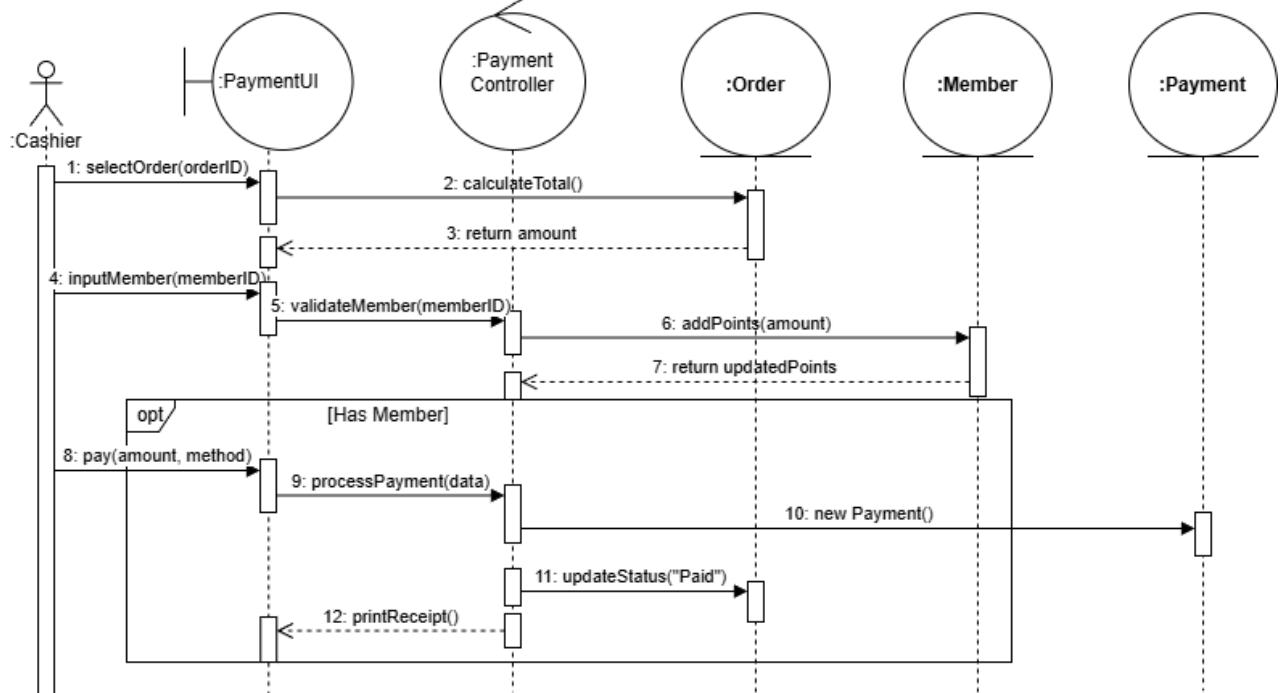 :Cashier
:PaymentUI
:Payment
Controller
:Order
:Member
:Payment
1: selectOrder(orderID)
2: calculateTotal()
3: return amount
4: inputMember(memberID)
5: validateMember(memberID)
6: addPoints(amount)
7: return updatedPoints
opt
[Has Member]
8: pay(amount, method)
9: processPayment(data)
10: new Payment()
11: updateStatus("Paid")
12: printReceipt()